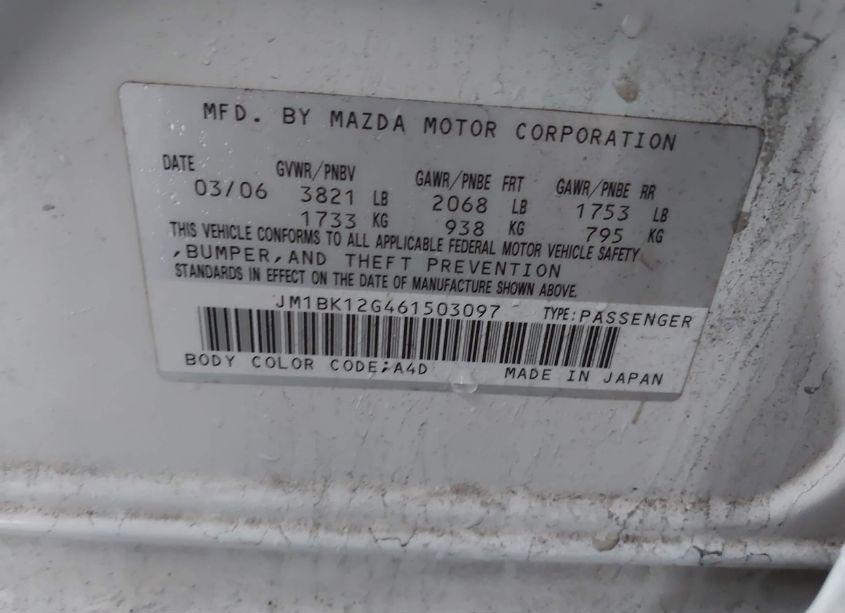 MFD. BY MAZDA MOTOR CORPORATION
DATE GVWR/PNBV GAWR/PNBE FRT GAWR/PNBE RR
03/06 3821 LB 2068 LB 1753 LB
1733 KG 938 KG 795 KG
THIS VEHICLE CONFORMS TO ALL APPLICABLE FEDERAL MOTOR VEHICLE SAFETY
,BUMPER,AND THEFT PREVENTION
STANDARDS IN EFFECT ON THE DATE OF MANUFACTURE SHOWN ABOVE.
JM1BK12G461503097 TYPE:PASSENGER
BODY COLOR CODE:A4D MADE IN JAPAN